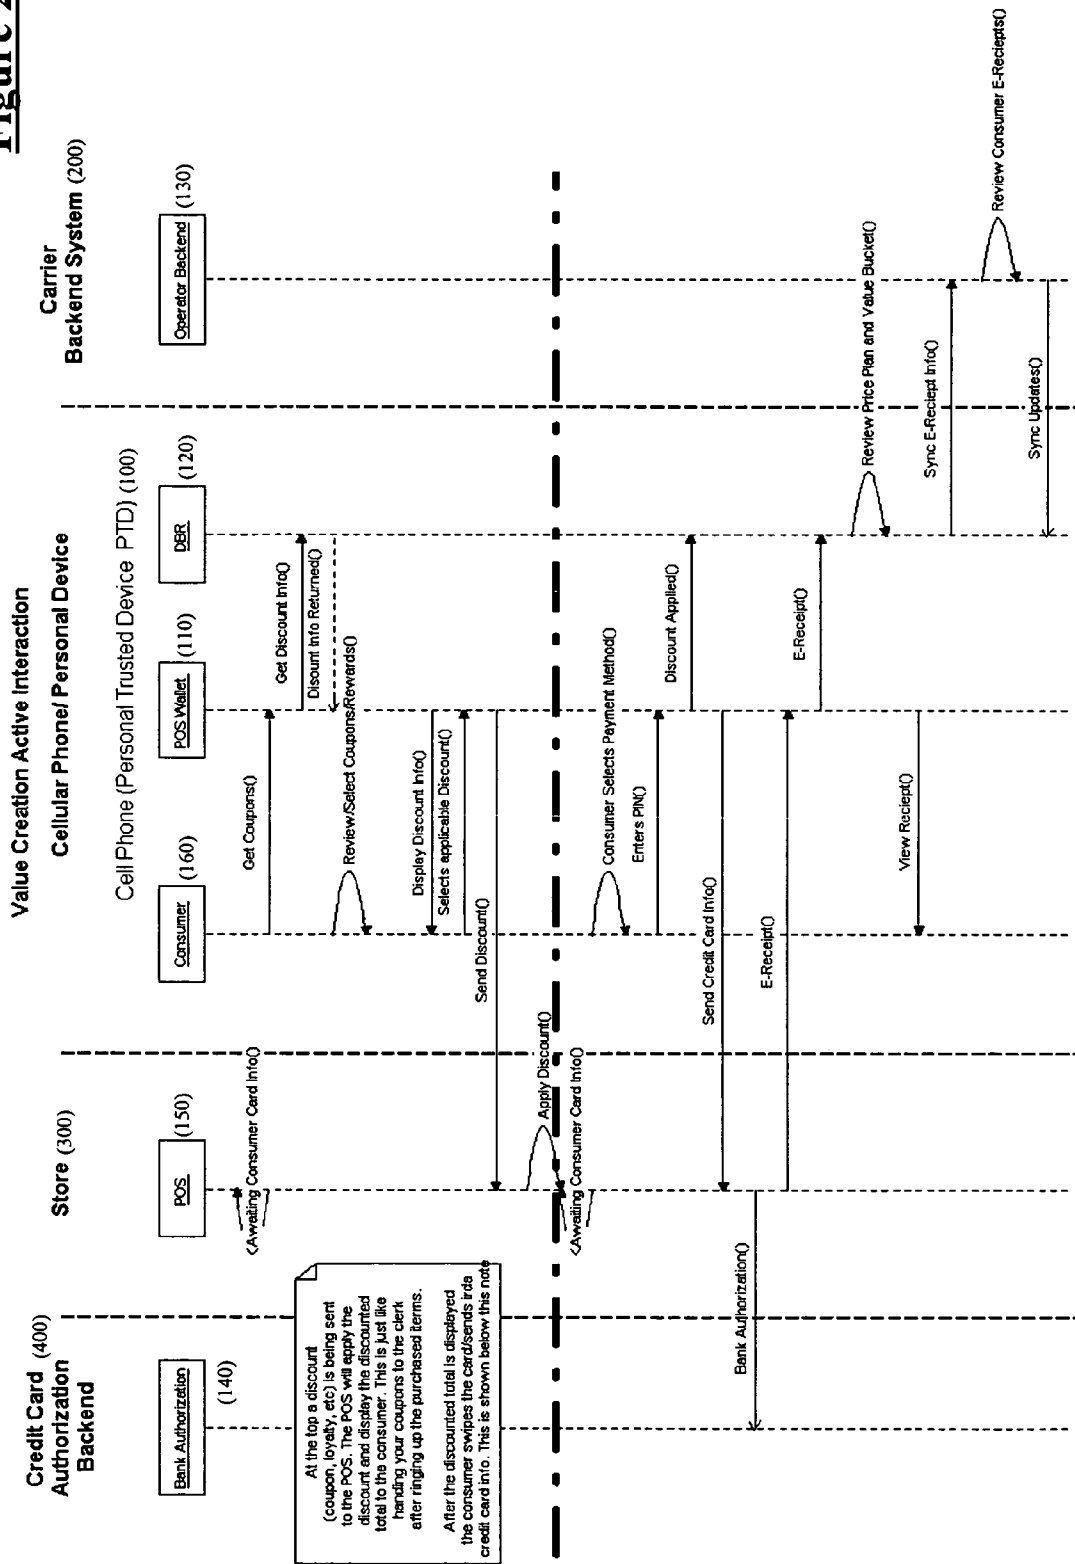 Figure 2
Value Creation Active Interaction
Cellular Phone/ Personal Device
Credit Card (400)
Authorization
Backend
Store (300)
Cell Phone (Personal Trusted Device PTD) (100)
Carrier
Backend System (200)
Bank Authorization
(140)
POS
(150)
Consumer
(160)
POS Wallet
(110)
DBR
(120)
Operator Backend
(130)
<Awaiting Consumer Card Info()
Get Coupons()
Get Discount Info()
Disount Info Returned()
Review/Select Coupons/Rewards()
At the top a discount
(coupon, loyalty, etc) is being sent
to the POS. The POS will apply the
discount and display the discounted
total to the consumer. This is just like
handing your coupons to the clerk
after ringing up the purchased items.
After the discounted total is displayed
the consumer swipes the card/sends irda
credit card info. This is shown below this note
Display Discount Info()
Selects applicable Discount()
Send Discount()
Apply Discount()
<Awaiting Consumer Card Info()
Consumer Selects Payment Method()
Enters PIN()
Discount Applied()
Send Credit Card Info()
Bank Authorization()
E-Receipt()
E-Receipt()
Review Price Plan and Value Bucket()
View Reciept()
Sync E-Reciept Info()
Review Consumer E-Reciepts()
Sync Updates()